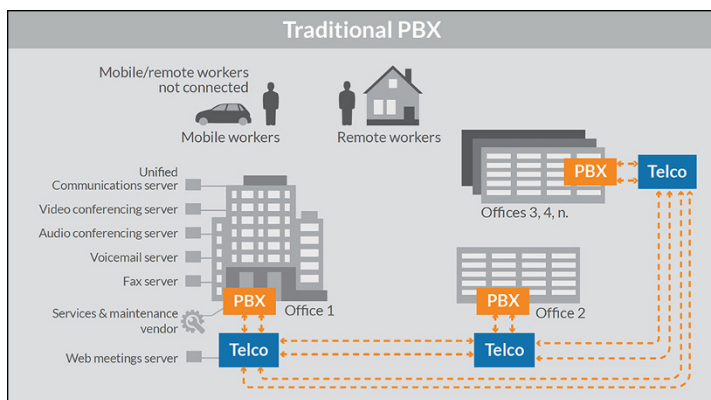 Traditional PBX
Mobile/remote workers
not connected
Mobile workers
Remote workers
PBX
Telco
Offices 3, 4, n.
Unified
Communications server
Video conferencing server
Audio conferencing server
Voicemail server
Fax server
Services & maintenance
vendor
Web meetings server
PBX
Office 1
Telco
PBX
Office 2
Telco